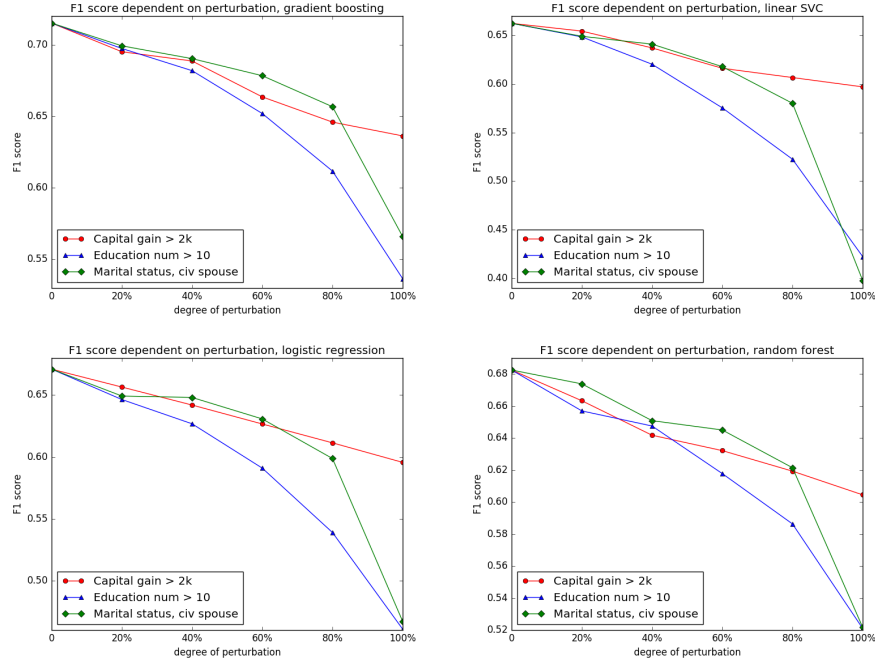 F1 score dependent on perturbation, gradient boosting
0.70
0.65
0.60
0.55
F1 score
Capital gain > 2k
Education num > 10
Marital status, civ spouse
0
20%
40%
60%
80%
100%
degree of perturbation
F1 score dependent on perturbation, linear SVC
0.65
0.60
0.55
0.50
0.45
0.40
F1 score
Capital gain > 2k
Education num > 10
Marital status, civ spouse
0
20%
40%
60%
80%
100%
degree of perturbation
F1 score dependent on perturbation, logistic regression
0.65
0.60
0.55
0.50
F1 score
Capital gain > 2k
Education num > 10
Marital status, civ spouse
0
20%
40%
60%
80%
100%
degree of perturbation
F1 score dependent on perturbation, random forest
0.68
0.66
0.64
0.62
0.60
0.58
0.56
0.54
0.52
F1 score
Capital gain > 2k
Education num > 10
Marital status, civ spouse
0
20%
40%
60%
80%
100%
degree of perturbation